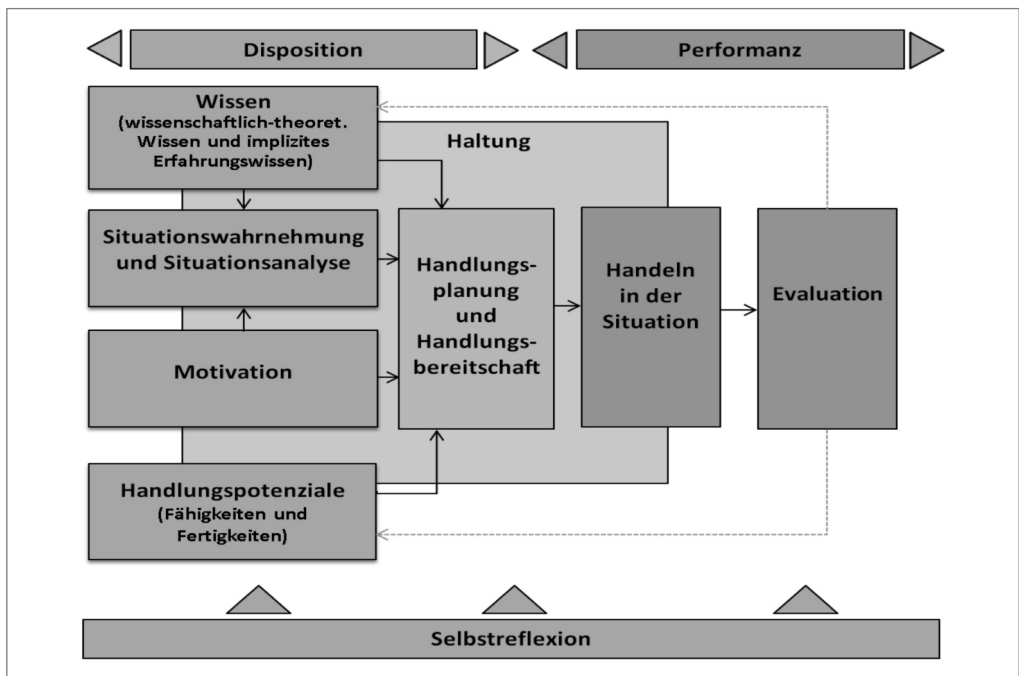 Disposition
Performanz
Wissen
(wissenschaftlich-theoret.
Wissen und implizites
Erfahrungswissen)
Haltung
Situationswahrnehmung
und Situationsanalyse
Motivation
Handlungspotenziale
(Fähigkeiten und
Fertigkeiten)
Handlungs-
planung
und
Handlungs-
bereitschaft
Handeln
in der
Situation
Evaluation
Selbstreflexion